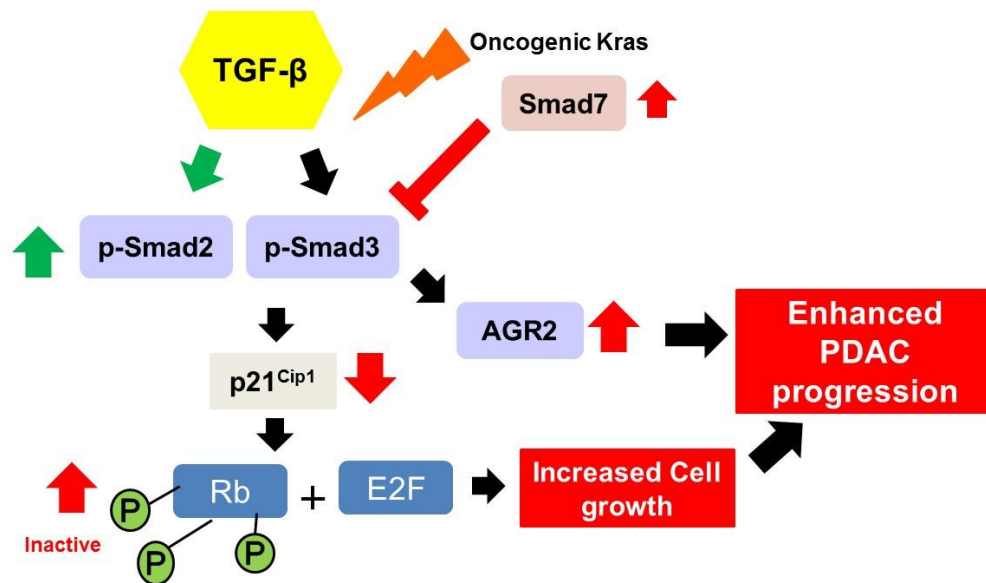 Oncogenic Kras
TGF-β
Smad7
p-Smad2
p-Smad3
AGR2
Enhanced
PDAC
progression
p21Cip1
Rb
+
E2F
Increased Cell
growth
Inactive
P
P
P